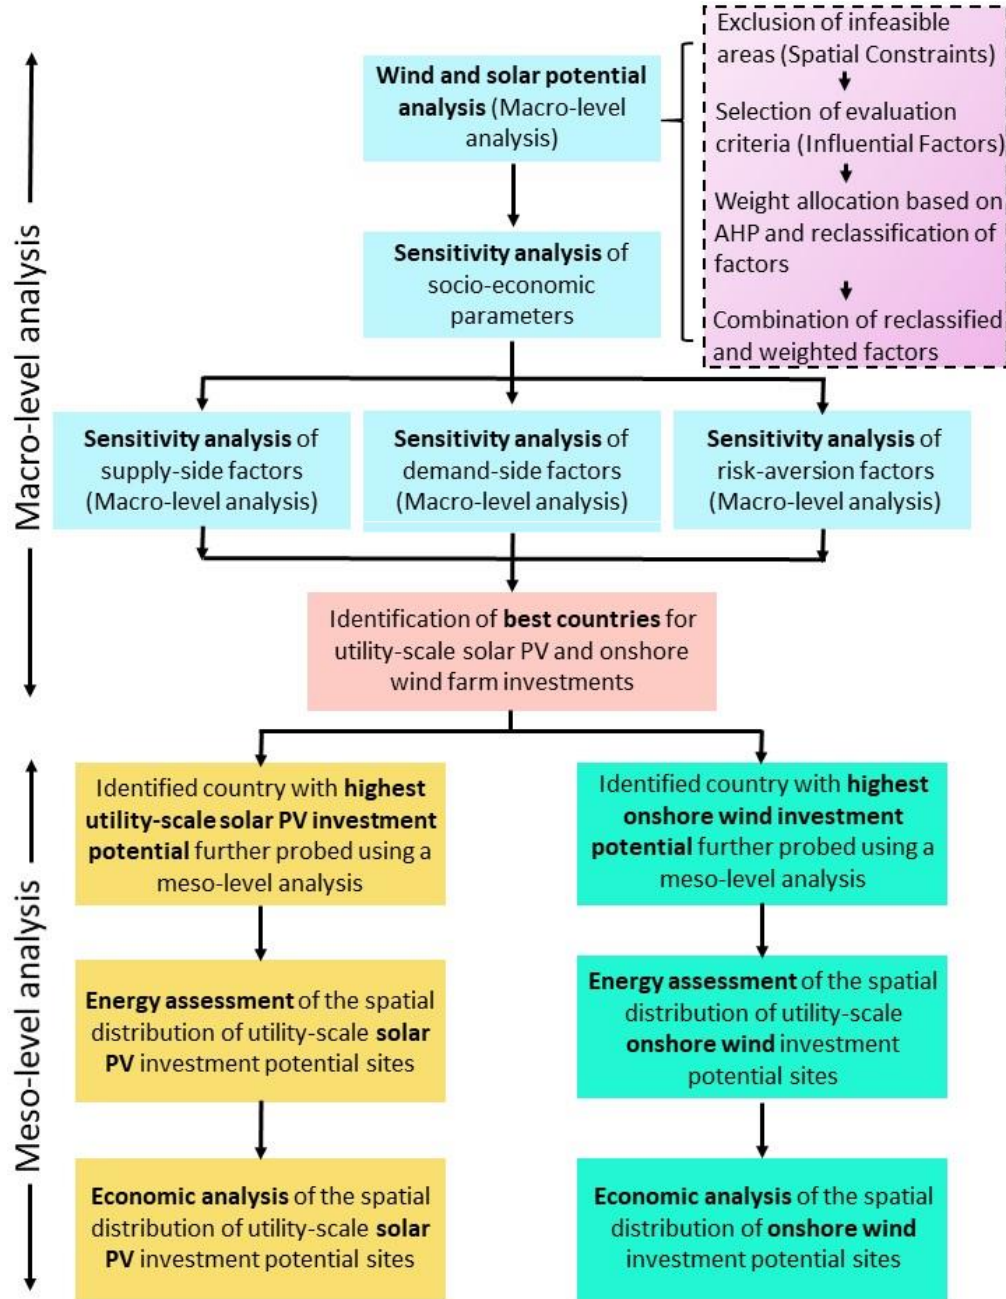 Macro-level analysis
Wind and solar potential
analysis (Macro-level
analysis)
Exclusion of infeasible
areas (Spatial Constraints)
Selection of evaluation
criteria (Influential Factors)
Weight allocation based on
AHP and reclassification of
factors
Combination of reclassified
and weighted factors
Sensitivity analysis of
socio-economic
parameters
Sensitivity analysis of
supply-side factors
(Macro-level analysis)
Sensitivity analysis of
demand-side factors
(Macro-level analysis)
Sensitivity analysis of
risk-aversion factors
(Macro-level analysis)
Identification of best countries for
utility-scale solar PV and onshore
wind farm investments
Meso-level analysis
Identified country with highest
utility-scale solar PV investment
potential further probed using a
meso-level analysis
Identified country with highest
onshore wind investment
potential further probed using a
meso-level analysis
Energy assessment of the spatial
distribution of utility-scale solar
PV investment potential sites
Energy assessment of the spatial
distribution of utility-scale
onshore wind investment
potential sites
Economic analysis of the spatial
distribution of utility-scale solar
PV investment potential sites
Economic analysis of the spatial
distribution of onshore wind
investment potential sites